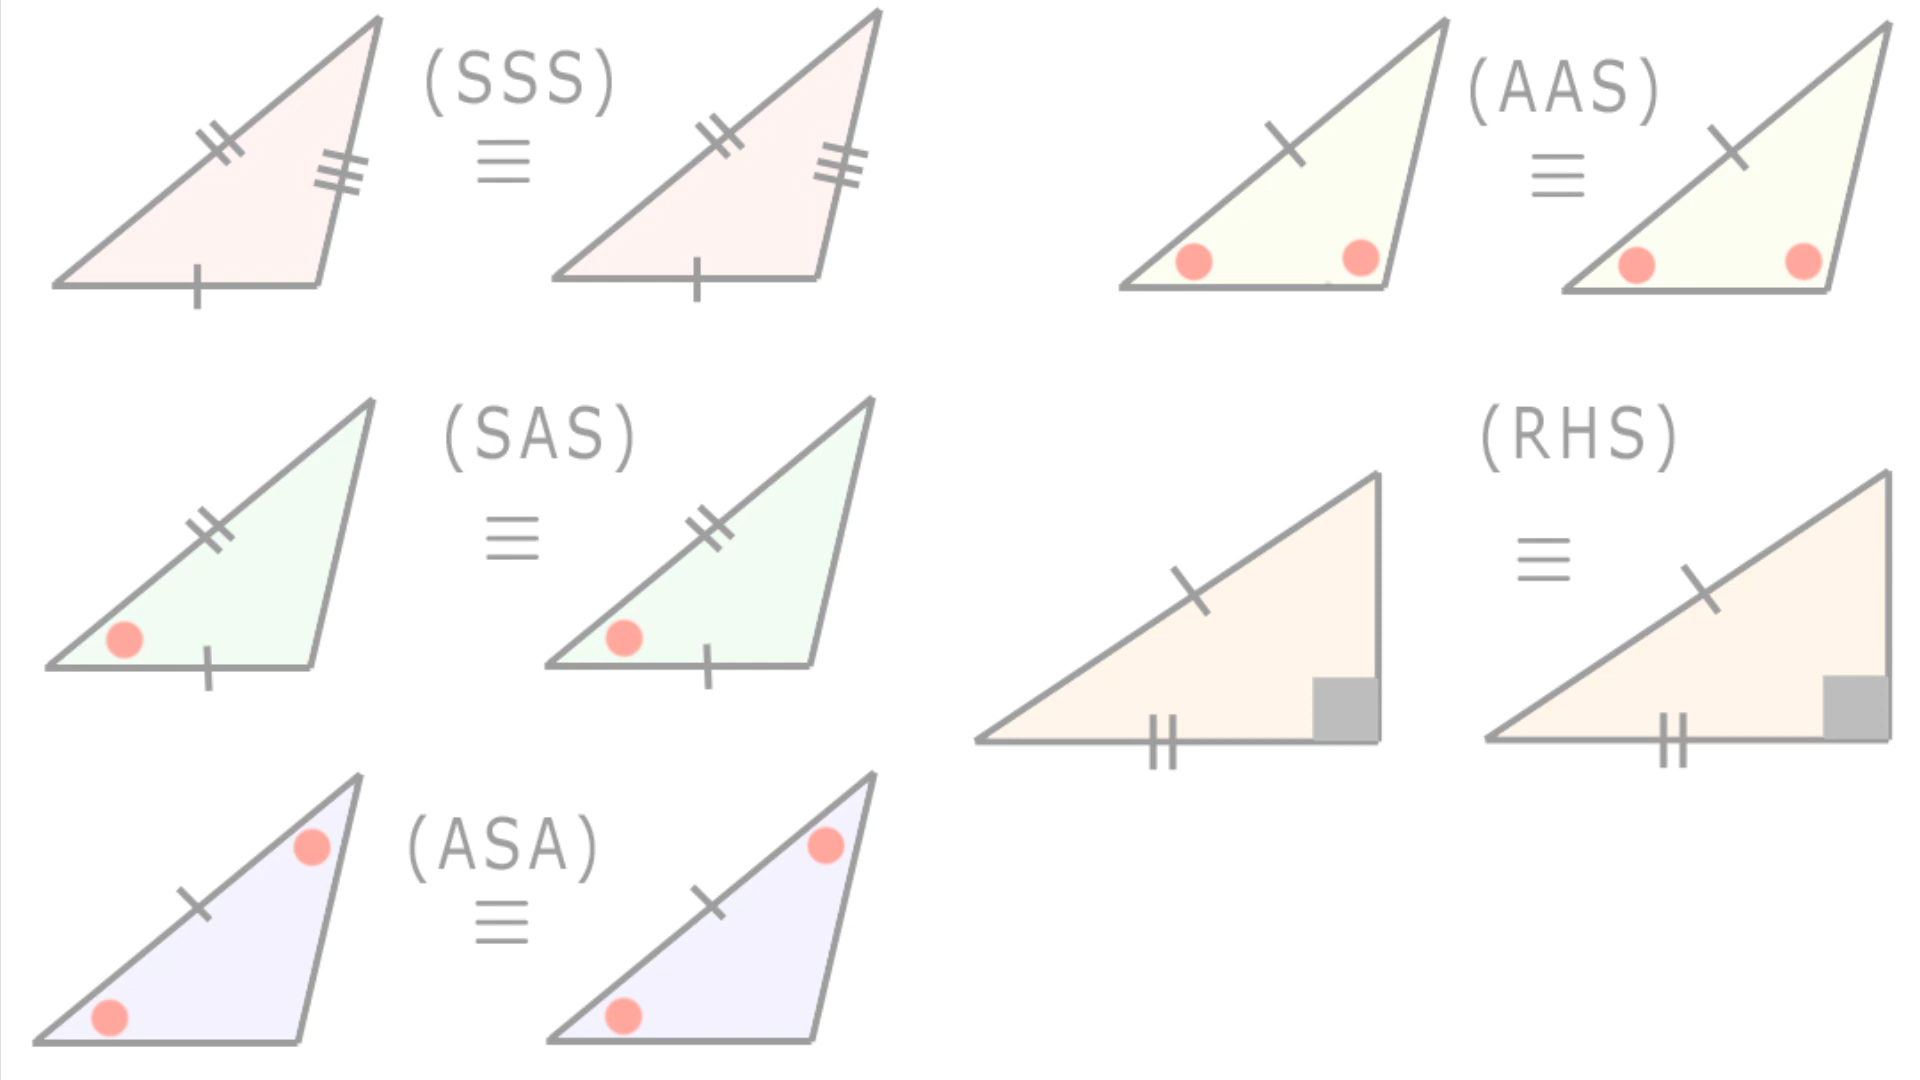 (SSS)
≡
(AAS)
≡
(SAS)
≡
(RHS)
≡
(ASA)
≡